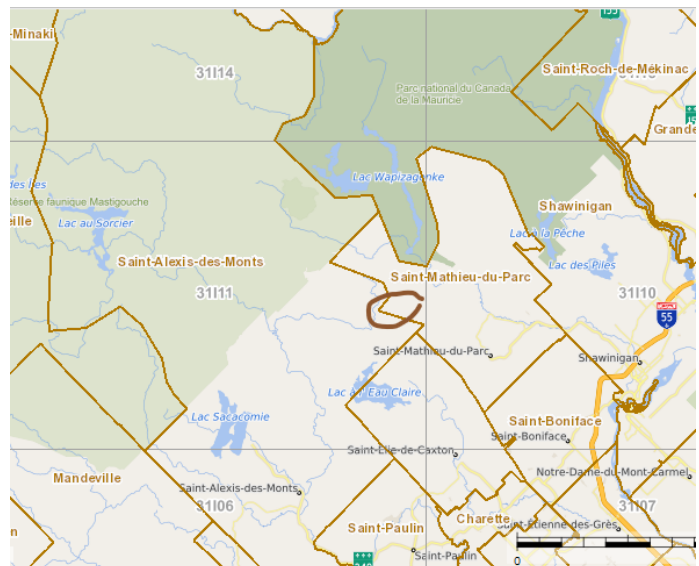 155
-Minaki
31I14
Saint-Roch-de-Mékinac
Parc national du Canada
de la Mauricie
Grande
Lac Wapizagonke
des Iles
Réserve faunique Mastigouche
eille
Lac au Sorcier
Shawinigan
Lac à la Pêche
Saint-Alexis-des-Monts
Lac des Piles
Saint-Mathieu-du-Parc
31I11
31I10
55
Saint-Mathieu-du-Parc
Shawinigan
Lac à l'Eau Claire
Lac Sacacomie
Saint-Boniface
Saint-Boniface
Saint-Élie-de-Caxton
Notre-Dame-du-Mont-Carmel
Mandeville
Saint-Alexis-des-Monts
31I06
31I07
Charette
Saint-Étienne-des-Grès
Saint-Paulin
n
Saint-Paulin
0